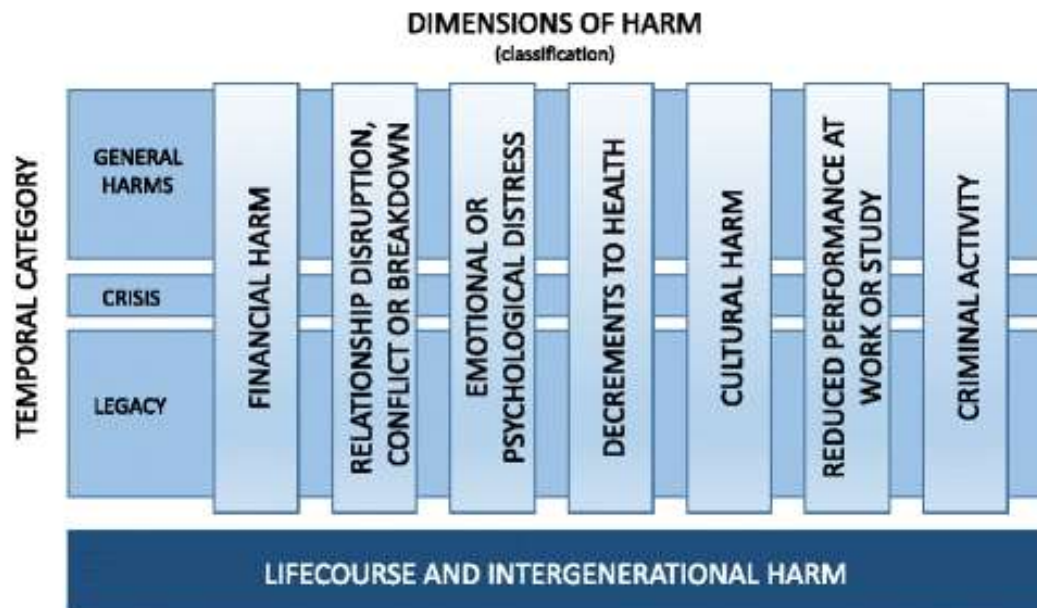 DIMENSIONS OF HARM
(classification)
TEMPORAL CATEGORY
GENERAL
HARMS
CRISIS
LEGACY
FINANCIAL HARM
RELATIONSHIP DISRUPTION,
CONFLICT OR BREAKDOWN
EMOTIONAL OR
PSYCHOLOGICAL DISTRESS
DECREMENTS TO HEALTH
CULTURAL HARM
REDUCED PERFORMANCE AT
WORK OR STUDY
CRIMINAL ACTIVITY
LIFECOURSE AND INTERGENERATIONAL HARM